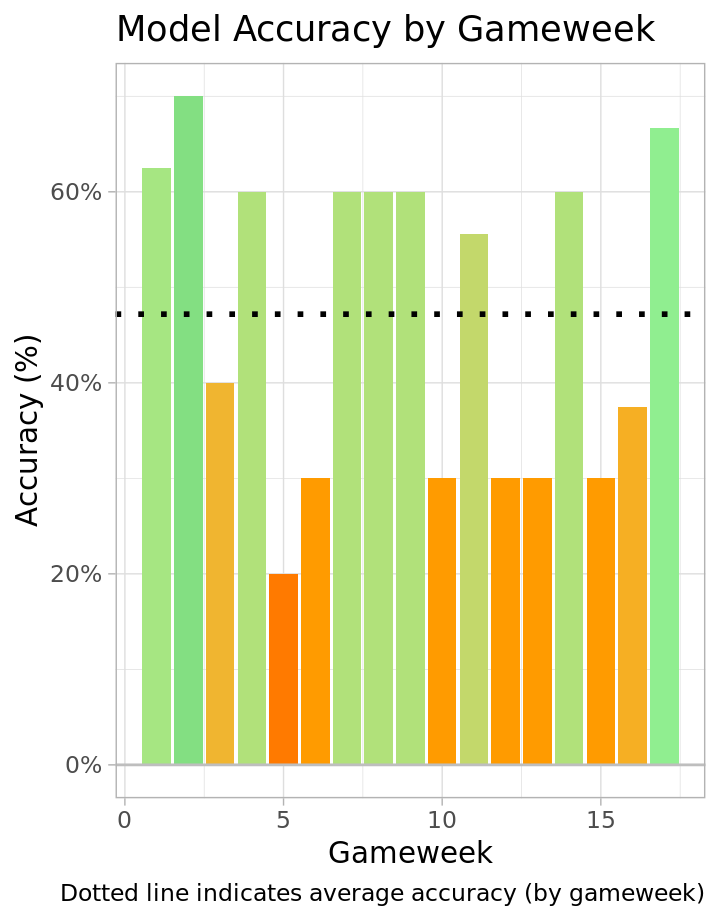 Model Accuracy by Gameweek
Accuracy (%)
60%
40%
20%
0%
0 5 10 15
Gameweek
Dotted line indicates average accuracy (by gameweek)